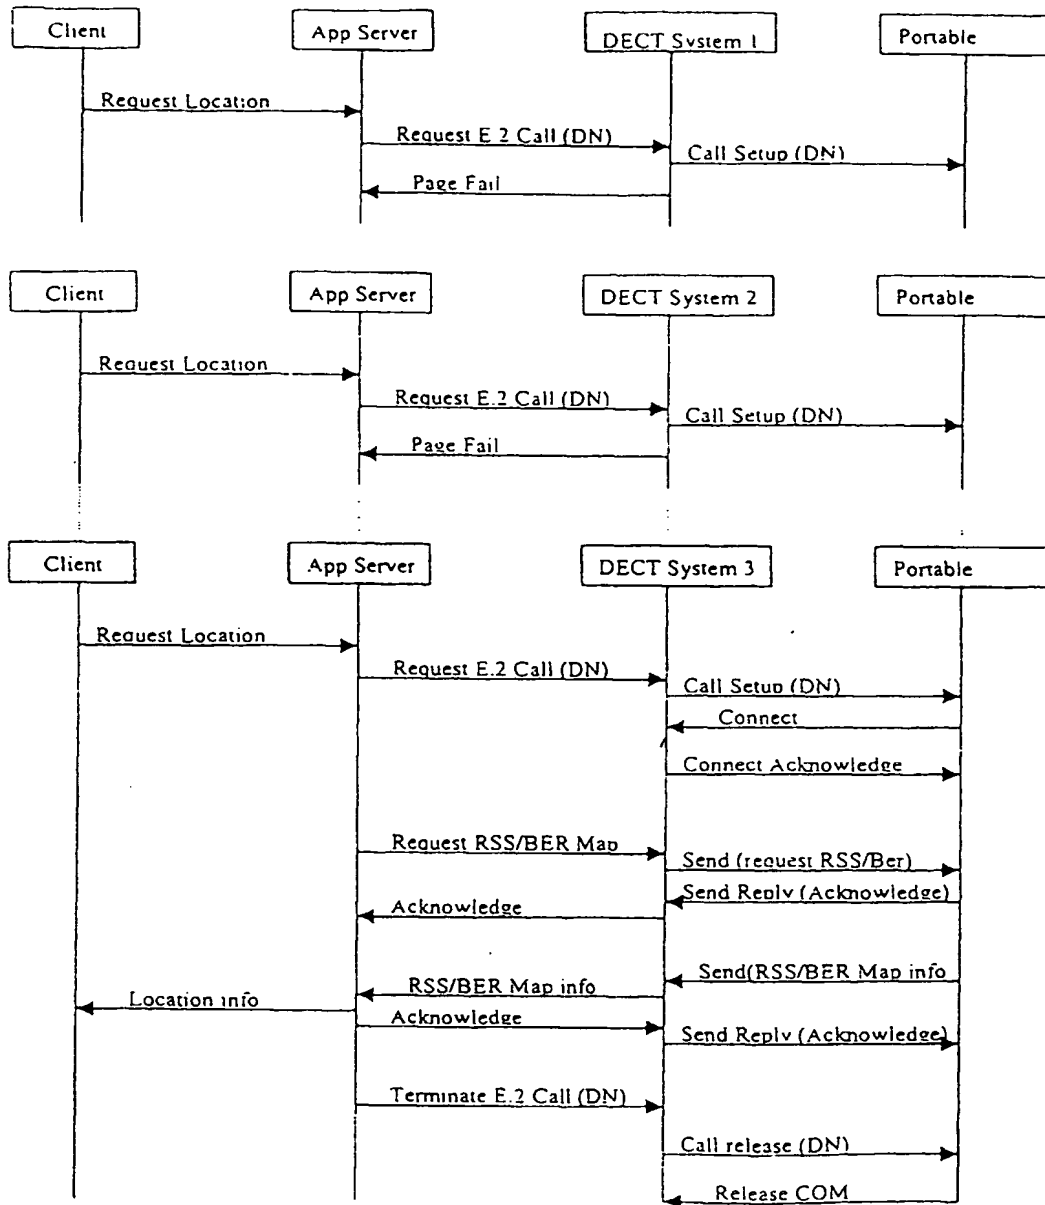 Client App Server DECT System 1 Portable
Request Location
Request E.2 Call (DN)
Call Setup (DN)
Page Fail
Client App Server DECT System 2 Portable
Request Location
Request E.2 Call (DN)
Call Setup (DN)
Page Fail
Client App Server DECT System 3 Portable
Request Location
Request E.2 Call (DN)
Call Setup (DN)
Connect
Connect Acknowledge
Request RSS/BER Map
Send (request RSS/Ber)
Send Reply (Acknowledge)
Acknowledge
Send(RSS/BER Map info
RSS/BER Map info
Location info
Acknowledge
Send Reply (Acknowledge)
Terminate E.2 Call (DN)
Call release (DN)
Release COM